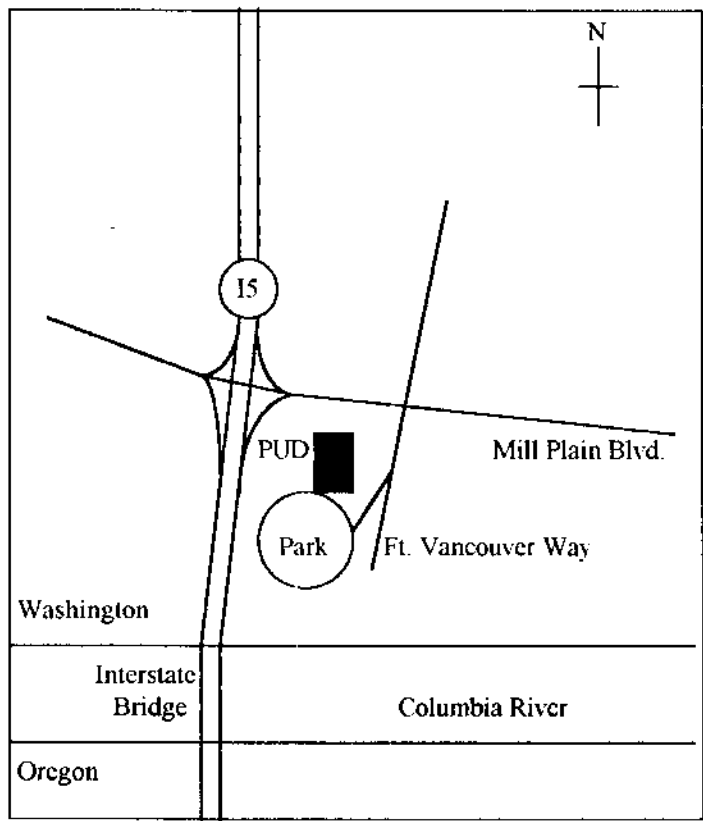 N
I5
PUD
Mill Plain Blvd.
Park
Ft. Vancouver Way
Washington
Interstate
Bridge
Columbia River
Oregon